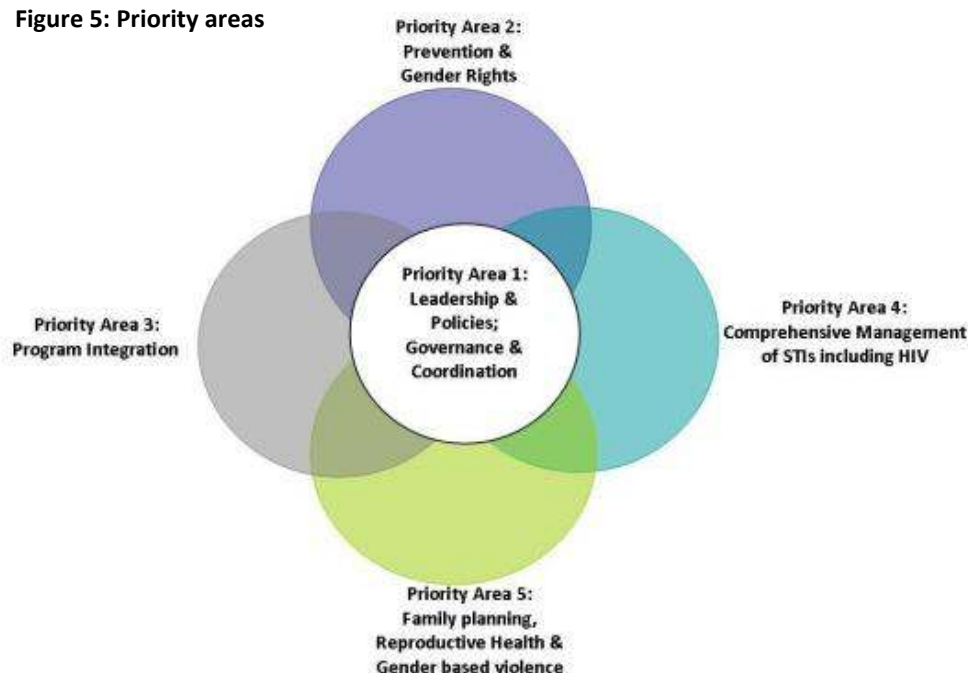 Figure 5: Priority areas
Priority Area 2:
Prevention &
Gender Rights
Priority Area 1:
Leadership &
Policies;
Governance &
Coordination
Priority Area 3:
Program Integration
Priority Area 4:
Comprehensive Management
of STIs including HIV
Priority Area 5:
Family planning,
Reproductive Health &
Gender based violence